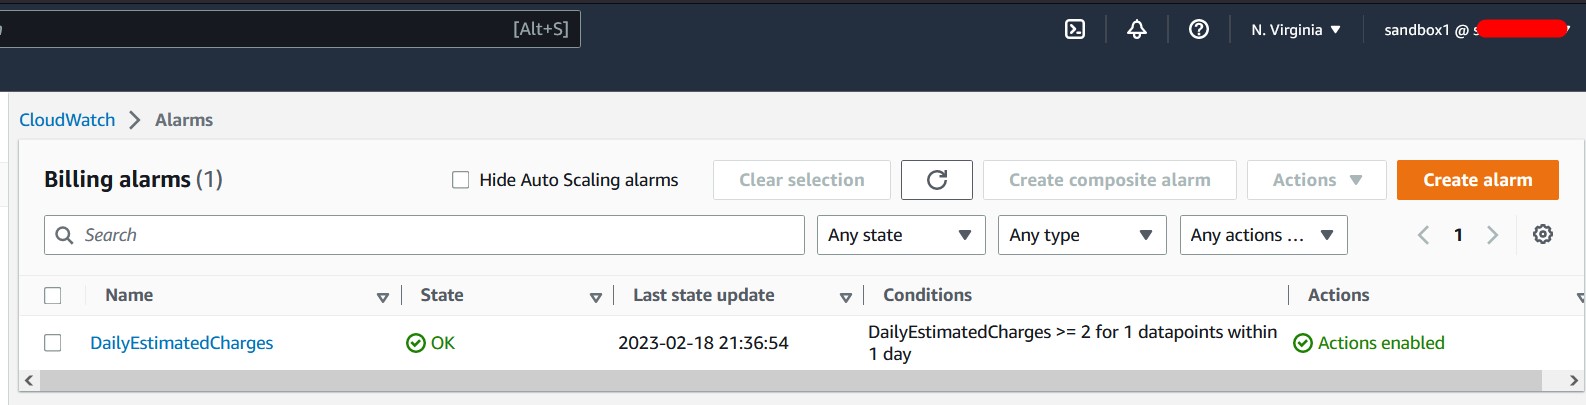 [Alt+S]
N. Virginia
sandbox1 @ s
CloudWatch
Alarms
Billing alarms (1)
Hide Auto Scaling alarms
Clear selection
Create composite alarm
Actions
Create alarm
Search
Any state
Any type
Any actions ...
1
Name
State
Last state update
Conditions
Actions
DailyEstimatedCharges
OK
2023-02-18 21:36:54
DailyEstimatedCharges >= 2 for 1 datapoints within
1 day
Actions enabled